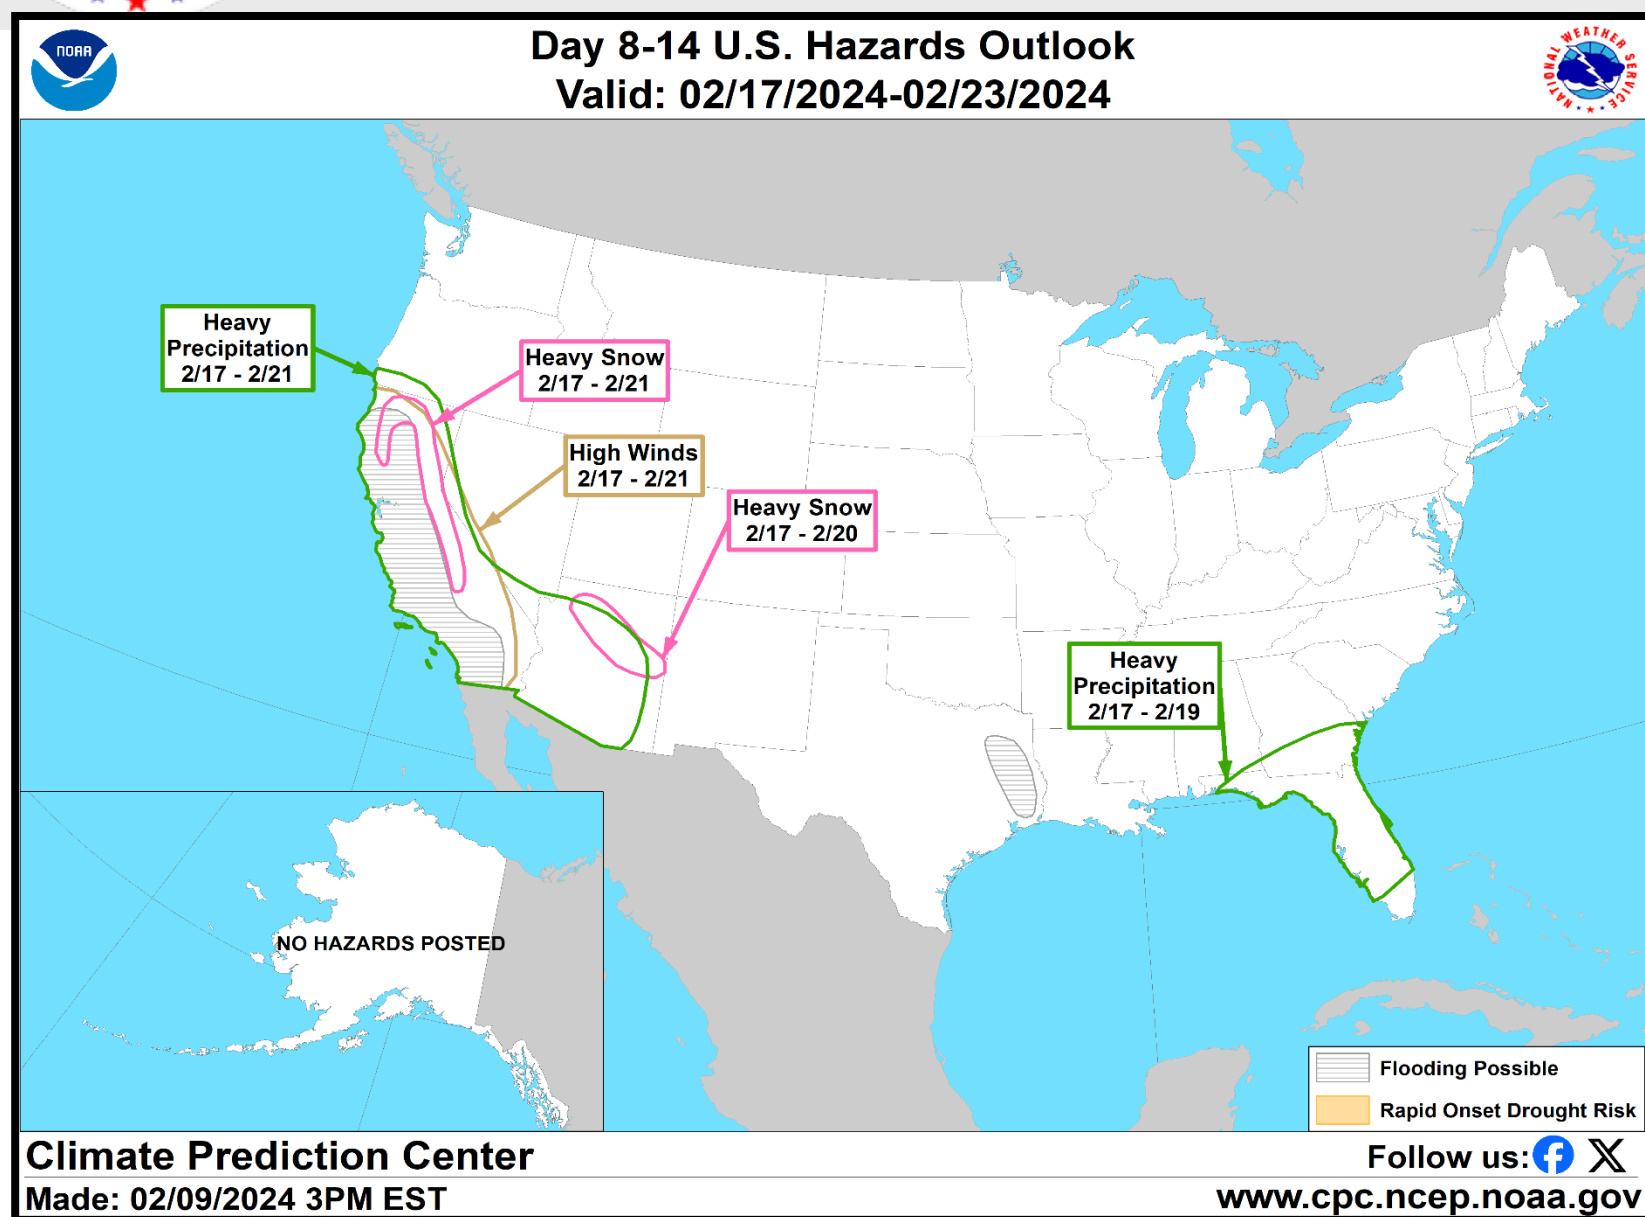 NOAA
Day 8-14 U.S. Hazards Outlook
Valid: 02/17/2024-02/23/2024
NATIONAL WEATHER SERVICE
Heavy
Precipitation
2/17 - 2/21
Heavy Snow
2/17 - 2/21
High Winds
2/17 - 2/21
Heavy Snow
2/17 - 2/20
Heavy
Precipitation
2/17 - 2/19
NO HAZARDS POSTED
Flooding Possible
Rapid Onset Drought Risk
Climate Prediction Center
Follow us:
Made: 02/09/2024 3PM EST
www.cpc.ncep.noaa.gov